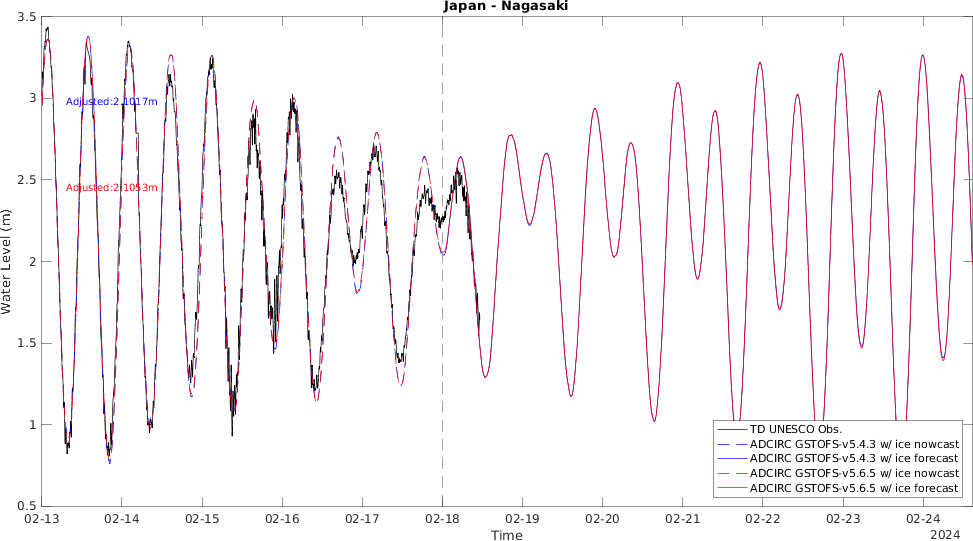 Japan - Nagasaki
3.5
3
2.5
2
1.5
1
0.5
Water Level (m)
Adjusted:2.1017m
Adjusted:2.1053m
TD UNESCO Obs.
ADCIRC GSTOFS-v5.4.3 w/ ice nowcast
ADCIRC GSTOFS-v5.4.3 w/ ice forecast
ADCIRC GSTOFS-v5.6.5 w/ ice nowcast
ADCIRC GSTOFS-v5.6.5 w/ ice forecast
02-13 02-14 02-15 02-16 02-17 02-18 02-19 02-20 02-21 02-22 02-23 02-24
Time
2024